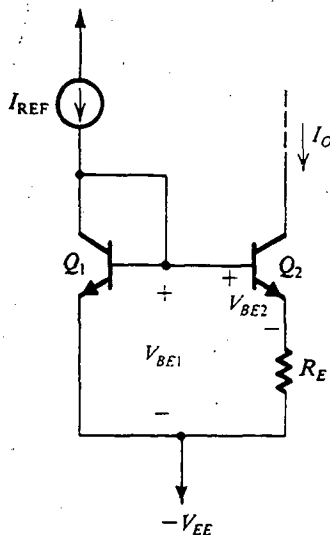 I_REF
I_O
Q_1
+
+
Q_2
V_BE2
−
V_BE1
R_E
−
−V_EE